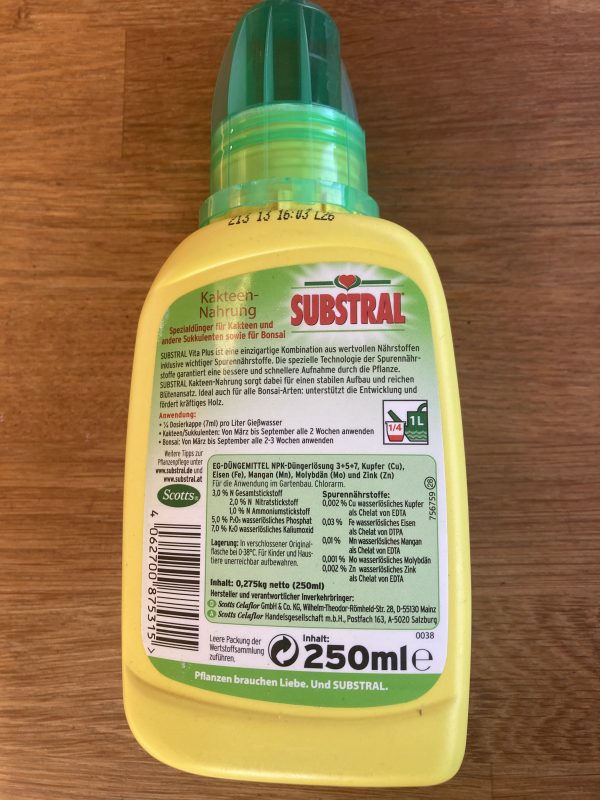 213 13 16:03 L26
Kakteen-
Nahrung
SUBSTRAL®
Spezialdünger für Kakteen und
andere Sukkulenten sowie für Bonsai
SUBSTRAL Vita Plus ist eine einzigartige Kombination aus wertvollen Nährstoffen
inklusive wichtiger Spurennährstoffe. Die spezielle Technologie der Spurennähr-
stoffe garantiert eine bessere und schnellere Aufnahme durch die Pflanze.
SUBSTRAL Kakteen-Nahrung sorgt dabei für einen stabilen Aufbau und reichen
Blütenansatz. Ideal auch für alle Bonsai-Arten: unterstützt die Entwicklung und
fördert kräftiges Holz.
Anwendung:
• ¼ Dosierkappe (7ml) pro Liter Gießwasser
• Kakteen/Sukkulenten: Von März bis September alle 2 Wochen anwenden
• Bonsai: Von März bis September alle 2-3 Wochen anwenden
1/4
1L
Weitere Tipps zur
Pflanzenpflege unter
www.substral.de und
www.substral.at
Scotts®
EG-DÜNGEMITTEL NPK-Düngerlösung 3+5+7, Kupfer (Cu),
Eisen (Fe), Mangan (Mn), Molybdän (Mo) und Zink (Zn)
Für die Anwendung im Gartenbau. Chlorarm.
3,0 % N Gesamtstickstoff
2,0 % N Nitratstickstoff
1,0 % N Ammoniumstickstoff
5,0 % P₂O₅ wasserlösliches Phosphat
7,0 % K₂O wasserlösliches Kaliumoxid
Lagerung: In verschlossener Original-
flasche bei 0-38°C. Für Kinder und Haus-
tiere unerreichbar aufbewahren.
Spurennährstoffe:
0,002 % Cu wasserlösliches Kupfer
als Chelat von EDTA
0,03 % Fe wasserlösliches Eisen
als Chelat von DTPA
0,01 % Mn wasserlösliches Mangan
als Chelat von EDTA
0,001 % Mo wasserlösliches Molybdän
0,002 % Zn wasserlösliches Zink
als Chelat von EDTA
Inhalt: 0,275kg netto (250ml)
Hersteller und verantwortlicher Inverkehrbringer:
D Scotts Celaflor GmbH & Co. KG, Wilhelm-Theodor-Römheld-Str. 28, D-55130 Mainz
A Scotts Celaflor Handelsgesellschaft m.b.H., Postfach 163, A-5020 Salzburg
756759 28
4 062700 875315 >
Leere Packung der
Wertstoffsammlung
zuführen.
Inhalt:
250ml e
0038
Pflanzen brauchen Liebe. Und SUBSTRAL.